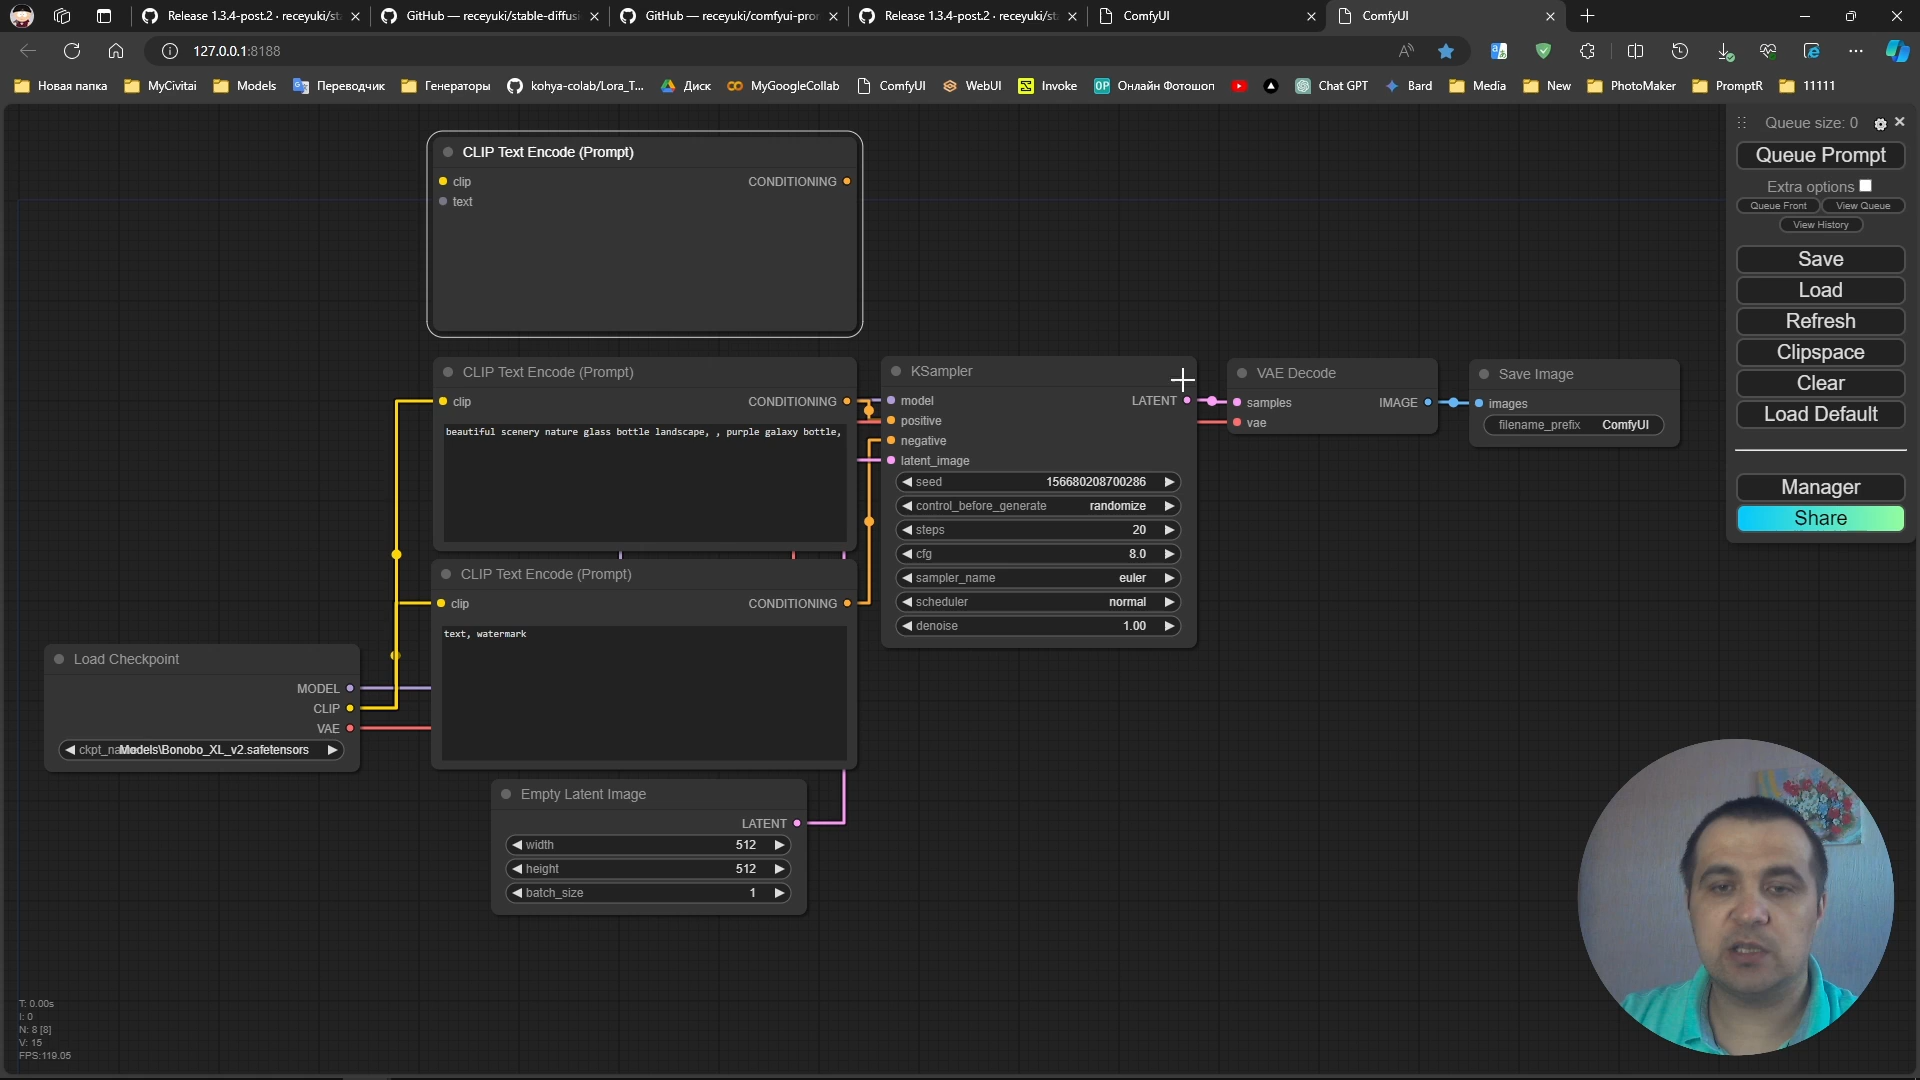 Release 1.3.4-post.2 · receyuki/st
GitHub — receyuki/stable-diffusi
GitHub — receyuki/comfyui-pror
Release 1.3.4-post.2 · receyuki/st
ComfyUI
ComfyUI
127.0.0.1:8188
Новая папка
MyCivitai
Models
Переводчик
Генераторы
kohya-colab/Lora_T...
Диск
MyGoogleCollab
ComfyUI
WebUI
Invoke
Онлайн Фотошоп
Chat GPT
Bard
Media
New
PhotoMaker
PromptR
11111
Queue size: 0
Queue Prompt
Extra options
Queue Front
View Queue
View History
Save
Load
Refresh
Clipspace
Clear
Load Default
Manager
Share
CLIP Text Encode (Prompt)
clip
CONDITIONING
text
CLIP Text Encode (Prompt)
clip
CONDITIONING
beautiful scenery nature glass bottle landscape, , purple galaxy bottle,
CLIP Text Encode (Prompt)
clip
CONDITIONING
text, watermark
KSampler
model
LATENT
positive
negative
latent_image
seed 156680208700286
control_before_generate randomize
steps 20
cfg 8.0
sampler_name euler
scheduler normal
denoise 1.00
VAE Decode
samples
IMAGE
vae
Save Image
images
filename_prefix ComfyUI
Load Checkpoint
MODEL
CLIP
VAE
Models\Bonobo_XL_v2.safetensors
Empty Latent Image
LATENT
width 512
height 512
batch_size 1
T: 0.00s
I: 0
N: 8 [8]
V: 15
FPS:119.05